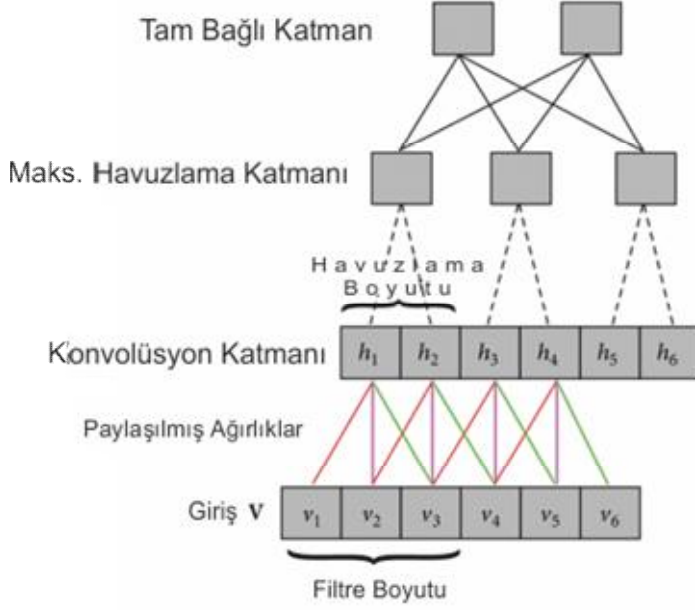 Tam Bağlı Katman
Maks. Havuzlama Katmanı
Havuzlama
Boyutu
Konvolüsyon Katmanı
h1 h2 h3 h4 h5 h6
Paylaşılmış Ağırlıklar
Giriş V v1 v2 v3 v4 v5 v6
Filtre Boyutu